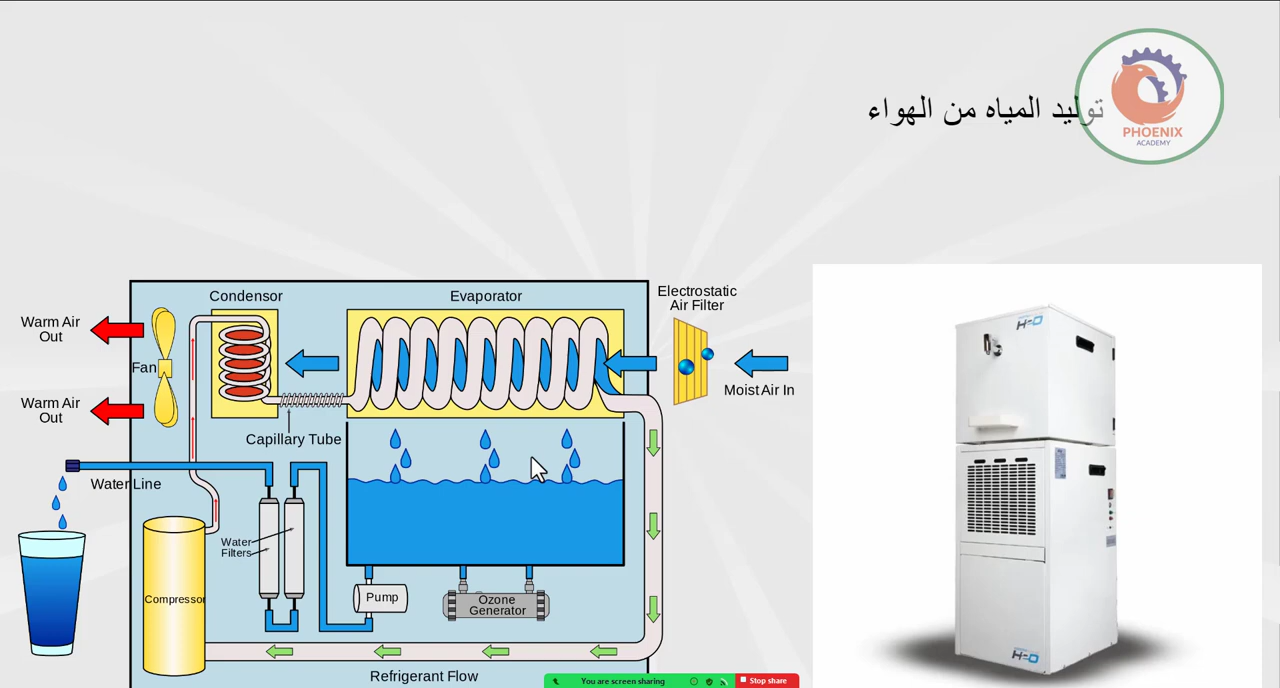 توليد المياه من الهواء
PHOENIX
ACADEMY
Condensor
Evaporator
Electrostatic
Air Filter
Warm Air
Out
Fan
Moist Air In
Warm Air
Out
Capillary Tube
Water Line
Water
Filters
Compressor
Pump
Ozone
Generator
Refrigerant Flow
H2O
H2O
You are screen sharing
Stop share